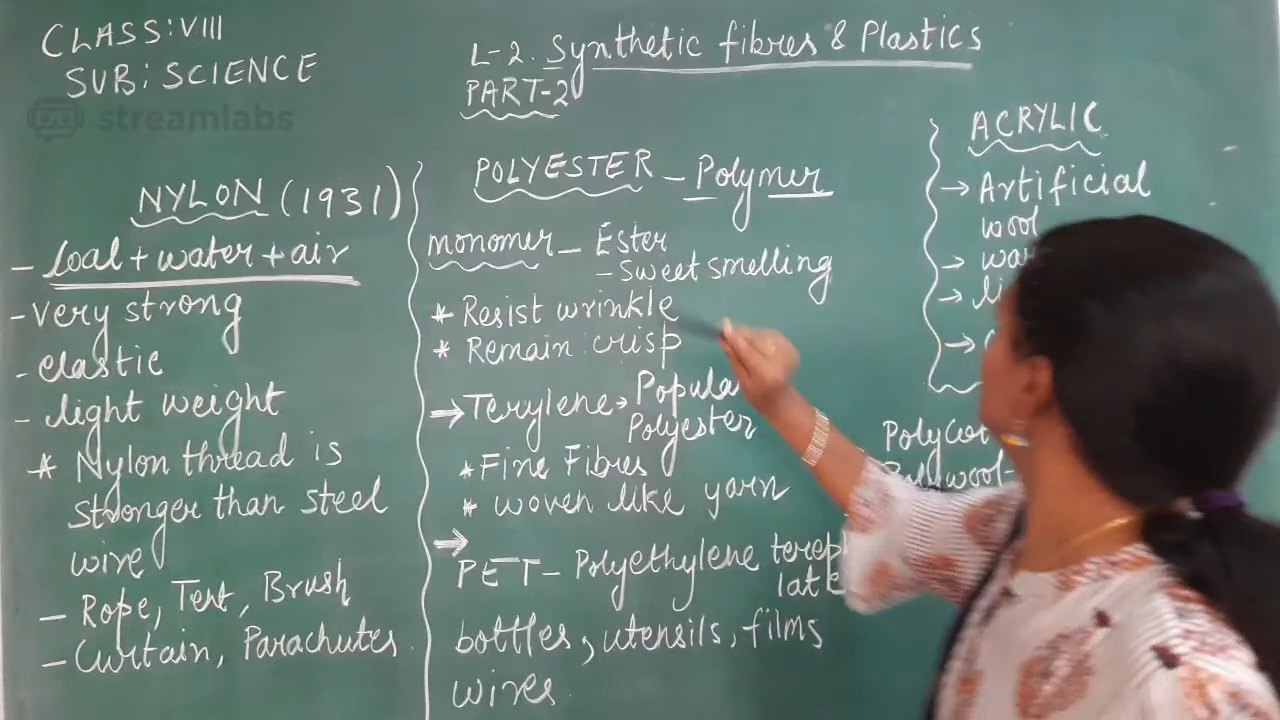 CLASS: VIII
SUB: SCIENCE
streamlabs
L-2. Synthetic fibres & Plastics
PART-2
NYLON (1931)
- Coal + water + air
- Very strong
- elastic
- light weight
* Nylon thread is
stronger than steel
wire
- Rope, Tent, Brush
- Curtain, Parachutes.
POLYESTER - Polymer
monomer - Ester
- Sweet smelling
* Resist wrinkle
* Remain crisp
→ Terylene → Popular
Polyester
* Fine Fibres
* Woven like yarn
→
PET - Polyethylene tereph
late
bottles, utensils, films
wires.
ACRYLIC
→ Artificial
wool
→
→
→